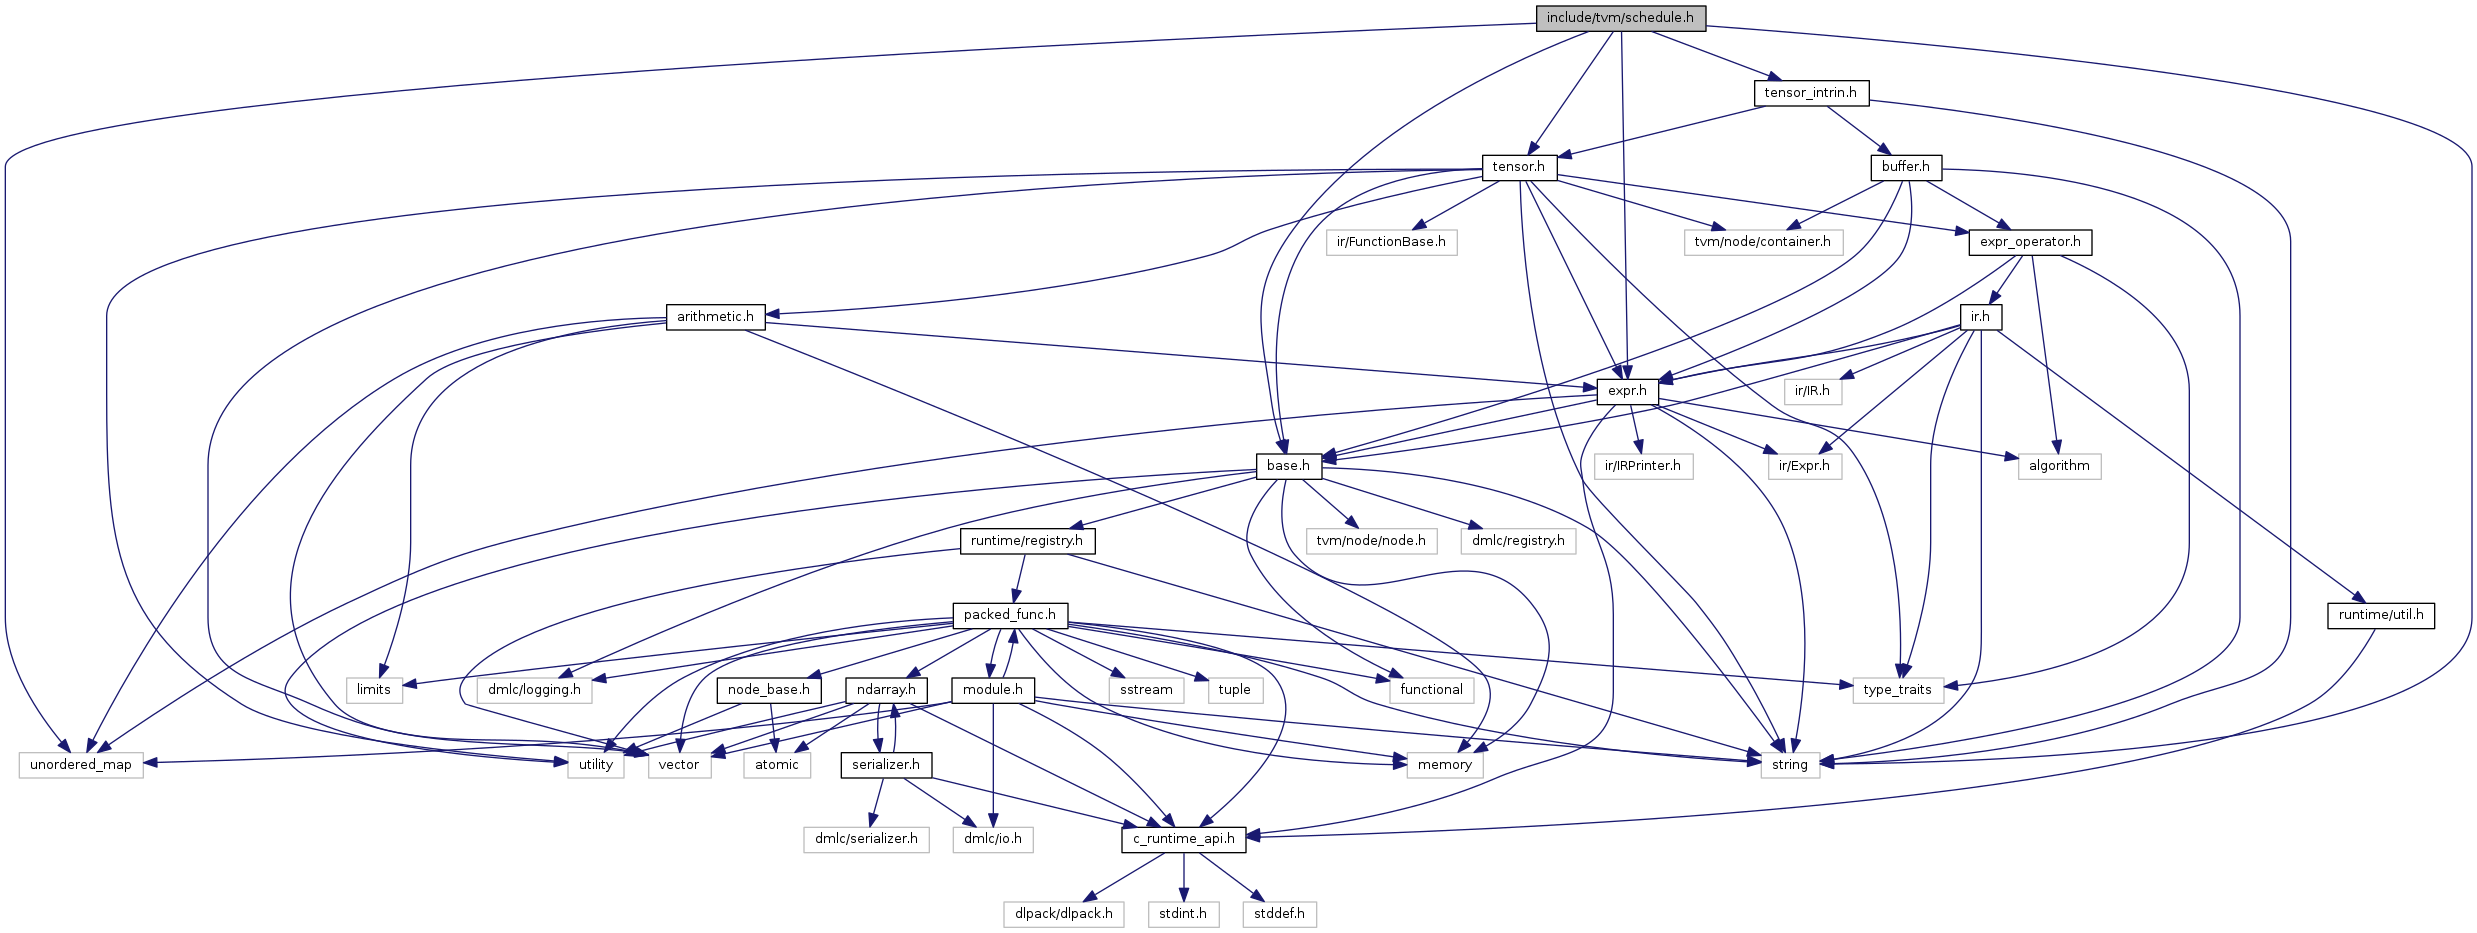 include/tvm/schedule.h
tensor_intrin.h
tensor.h
buffer.h
ir/FunctionBase.h
tvm/node/container.h
expr_operator.h
arithmetic.h
ir.h
expr.h
ir/IR.h
base.h
ir/IRPrinter.h
ir/Expr.h
algorithm
runtime/registry.h
tvm/node/node.h
dmlc/registry.h
packed_func.h
runtime/util.h
limits
dmlc/logging.h
node_base.h
ndarray.h
module.h
sstream
tuple
functional
type_traits
unordered_map
utility
vector
atomic
serializer.h
memory
string
dmlc/serializer.h
dmlc/io.h
c_runtime_api.h
dlpack/dlpack.h
stdint.h
stddef.h